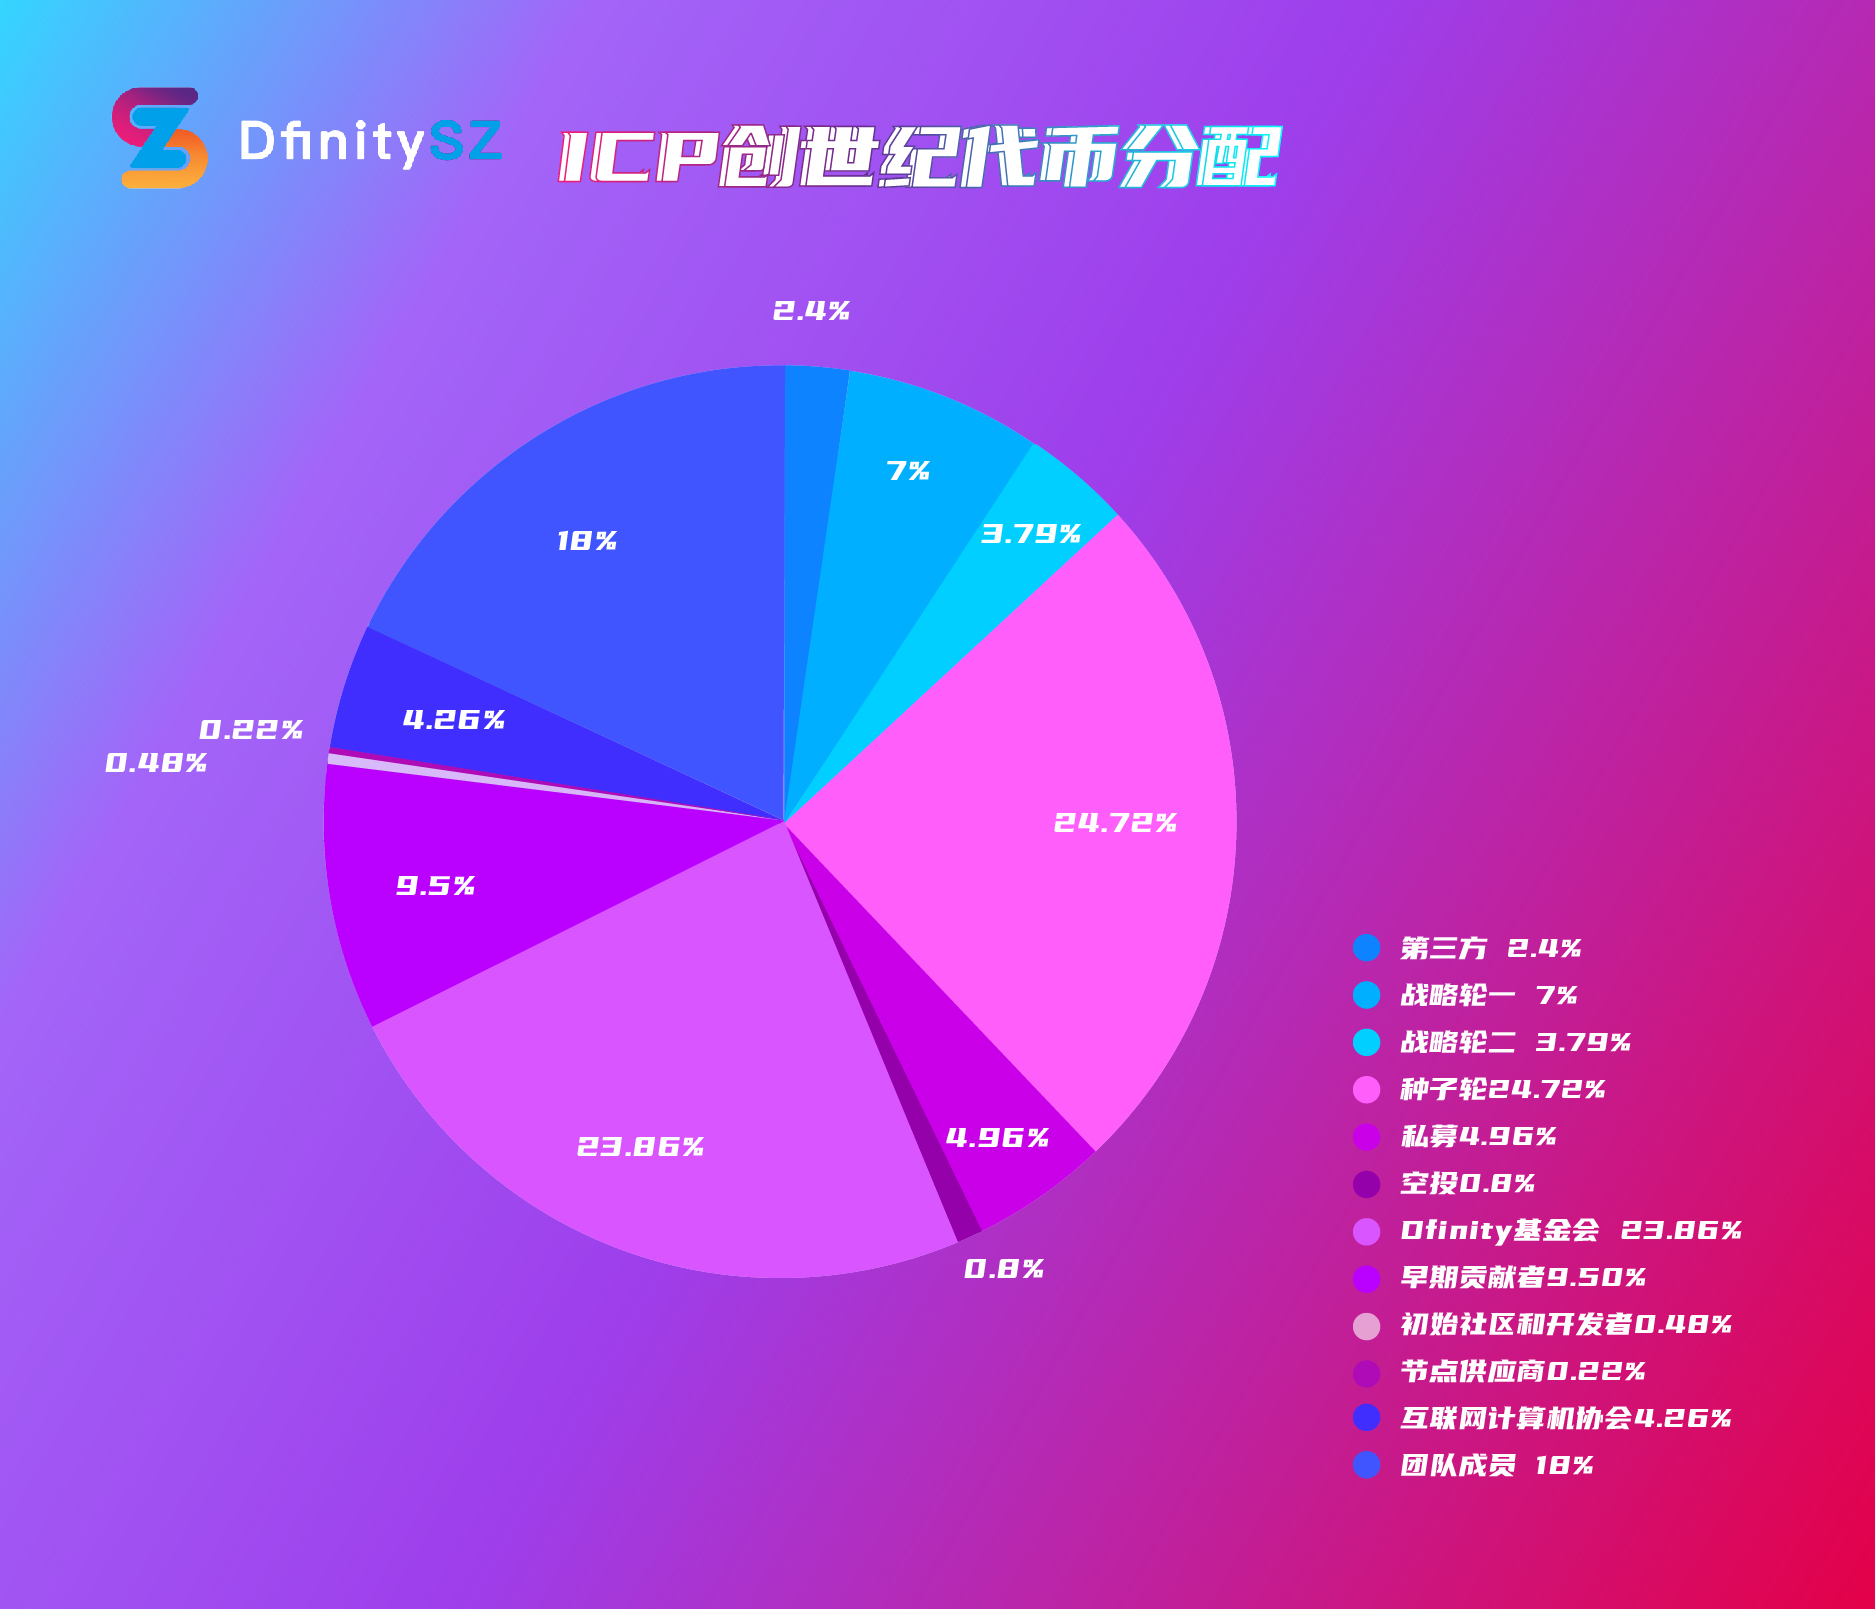 DfinitySZ
ICP创世纪代币分配
2.4%
7%
3.79%
18%
24.72%
4.26%
0.22%
0.48%
9.5%
23.86%
4.96%
0.8%
第三方 2.4%
战略轮一 7%
战略轮二 3.79%
种子轮24.72%
私募4.96%
空投0.8%
Dfinity基金会 23.86%
早期贡献者9.50%
初始社区和开发者0.48%
节点供应商0.22%
互联网计算机协会4.26%
团队成员 18%